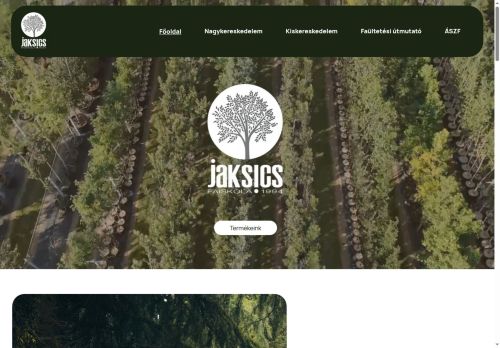 jaKSICS
Főoldal
Nagykereskedelem
Kiskereskedelem
Faültetési útmutató
ÁSZF
jaKSICS
FAISKOLA • 1994
Termékeink